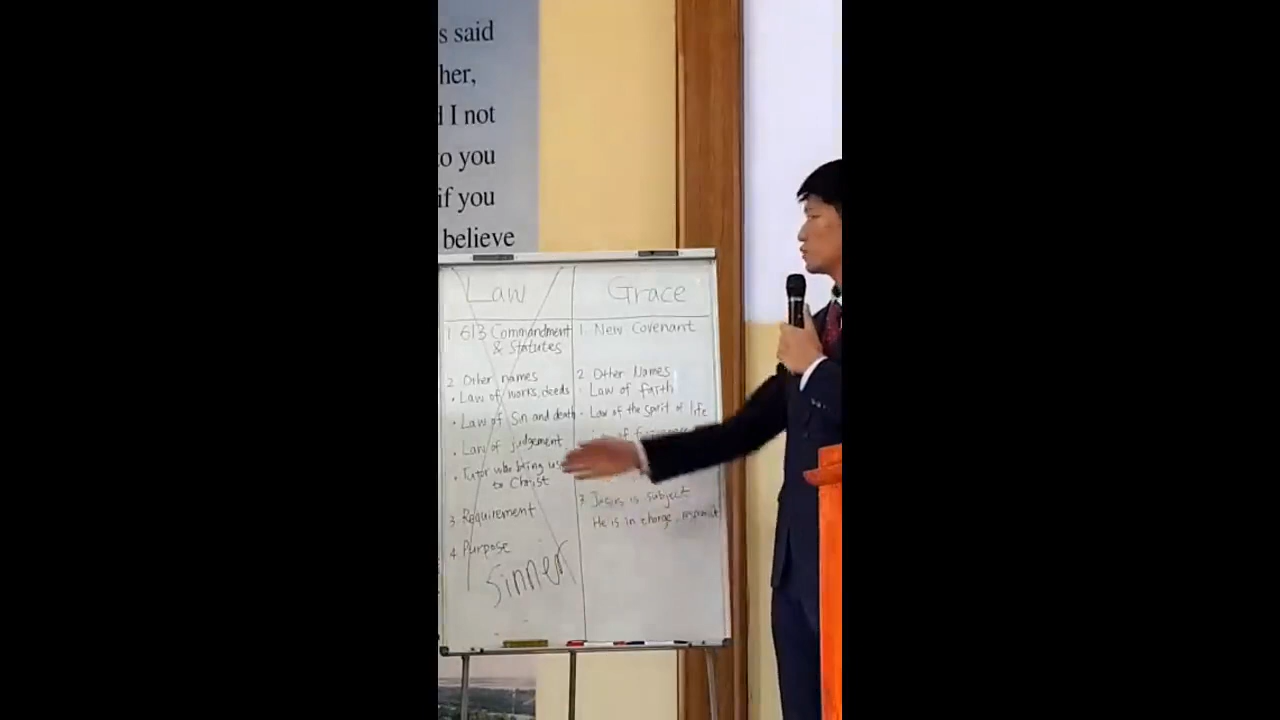 s said
her,
I not
to you
if you
believe
Law
1 613 Commandment
& Statutes
2 Other names
• Law of works, deeds
• Law of Sin and death
• Law of judgement
• Tutor who bring us
to Christ
3 Requirement
4 Purpose
Sinner
Grace
1 New Covenant
2 Other Names
• Law of faith
• Law of the spirit of life
of
3 Jesus is subject
He is in charge